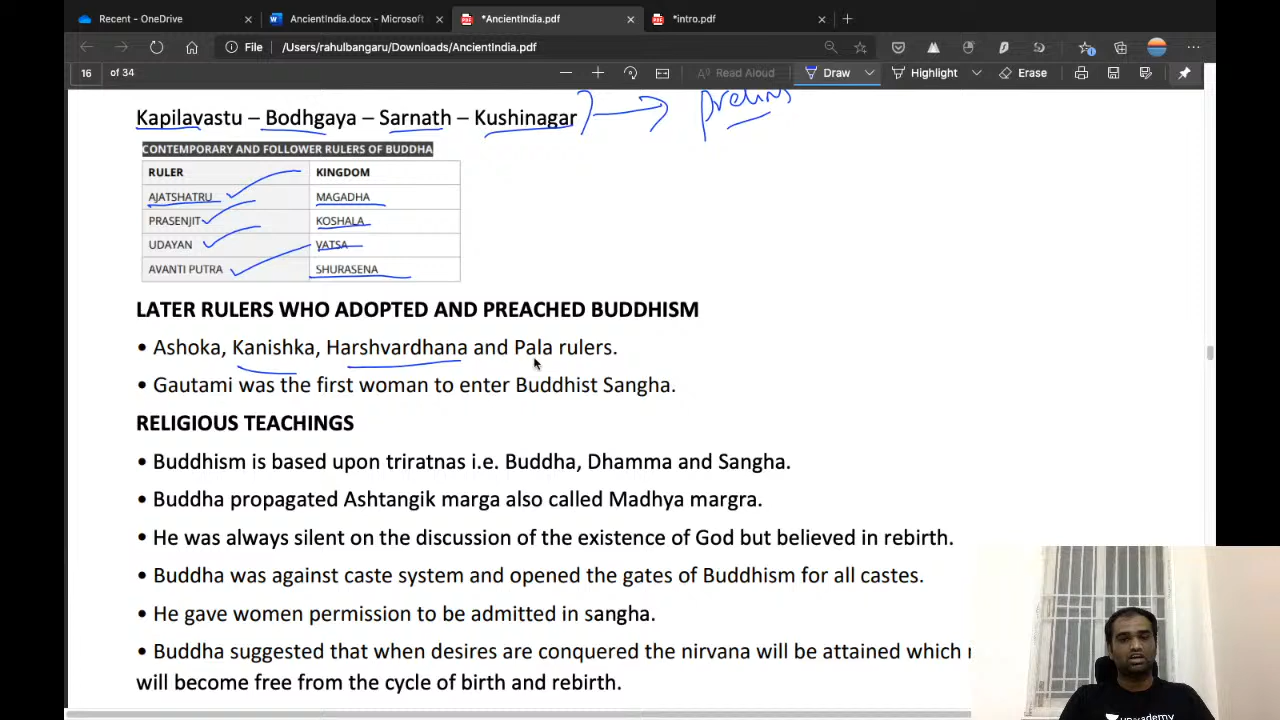 Recent - OneDrive
AncientIndia.docx - Microsoft
*AncientIndia.pdf
*intro.pdf
File
/Users/rahulbangaru/Downloads/AncientIndia.pdf
16 of 34
Read Aloud
Draw
Highlight
Erase
Kapilavastu – Bodhgaya – Sarnath – Kushinagar
prelims
CONTEMPORARY AND FOLLOWER RULERS OF BUDDHA
RULER KINGDOM
AJATSHATRU MAGADHA
PRASENJIT KOSHALA
UDAYAN VATSA
AVANTI PUTRA SHURASENA
LATER RULERS WHO ADOPTED AND PREACHED BUDDHISM
• Ashoka, Kanishka, Harshvardhana and Pala rulers.
• Gautami was the first woman to enter Buddhist Sangha.
RELIGIOUS TEACHINGS
• Buddhism is based upon triratnas i.e. Buddha, Dhamma and Sangha.
• Buddha propagated Ashtangik marga also called Madhya margra.
• He was always silent on the discussion of the existence of God but believed in rebirth.
• Buddha was against caste system and opened the gates of Buddhism for all castes.
• He gave women permission to be admitted in sangha.
• Buddha suggested that when desires are conquered the nirvana will be attained which
will become free from the cycle of birth and rebirth.